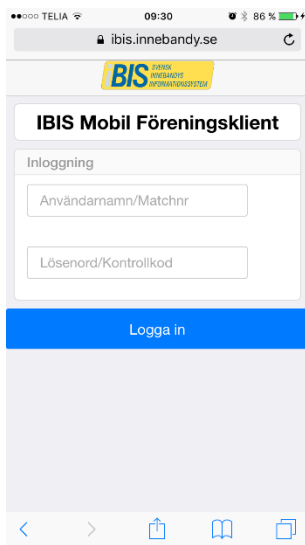 TELIA 09:30 86 %
ibis.innebandy.se
IBIS SVENSK
INNEBANDYS
INFORMATIONSSYSTEM
IBIS Mobil Föreningsklient
Inloggning
Användarnamn/Matchnr
Lösenord/Kontrollkod
Logga in